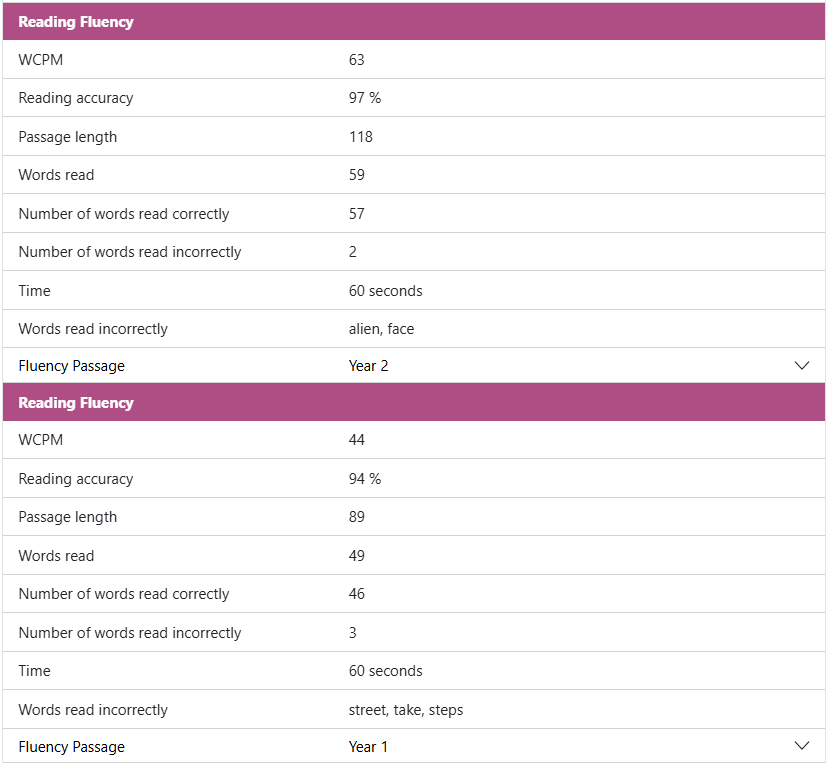 Reading Fluency
WCPM 63
Reading accuracy 97 %
Passage length 118
Words read 59
Number of words read correctly 57
Number of words read incorrectly 2
Time 60 seconds
Words read incorrectly alien, face
Fluency Passage Year 2
Reading Fluency
WCPM 44
Reading accuracy 94 %
Passage length 89
Words read 49
Number of words read correctly 46
Number of words read incorrectly 3
Time 60 seconds
Words read incorrectly street, take, steps
Fluency Passage Year 1